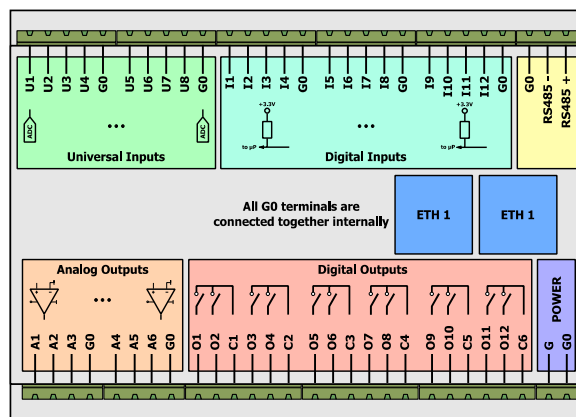 U1 U2 U3 U4 G0 U5 U6 U7 U8 G0 I1 I2 I3 I4 G0 I5 I6 I7 I8 G0 I9 I10 I11 I12 G0 G0 RS485 - RS485 +
ADC ... ADC
+3.3V ... +3.3V
to µP to µP
Universal Inputs Digital Inputs
All G0 terminals are
connected together internally
ETH 1 ETH 1
Analog Outputs Digital Outputs
... POWER
A1 A2 A3 G0 A4 A5 A6 G0 O1 O2 C1 O3 O4 C2 O5 O6 C3 O7 O8 C4 O9 O10 C5 O11 O12 C6 G G0